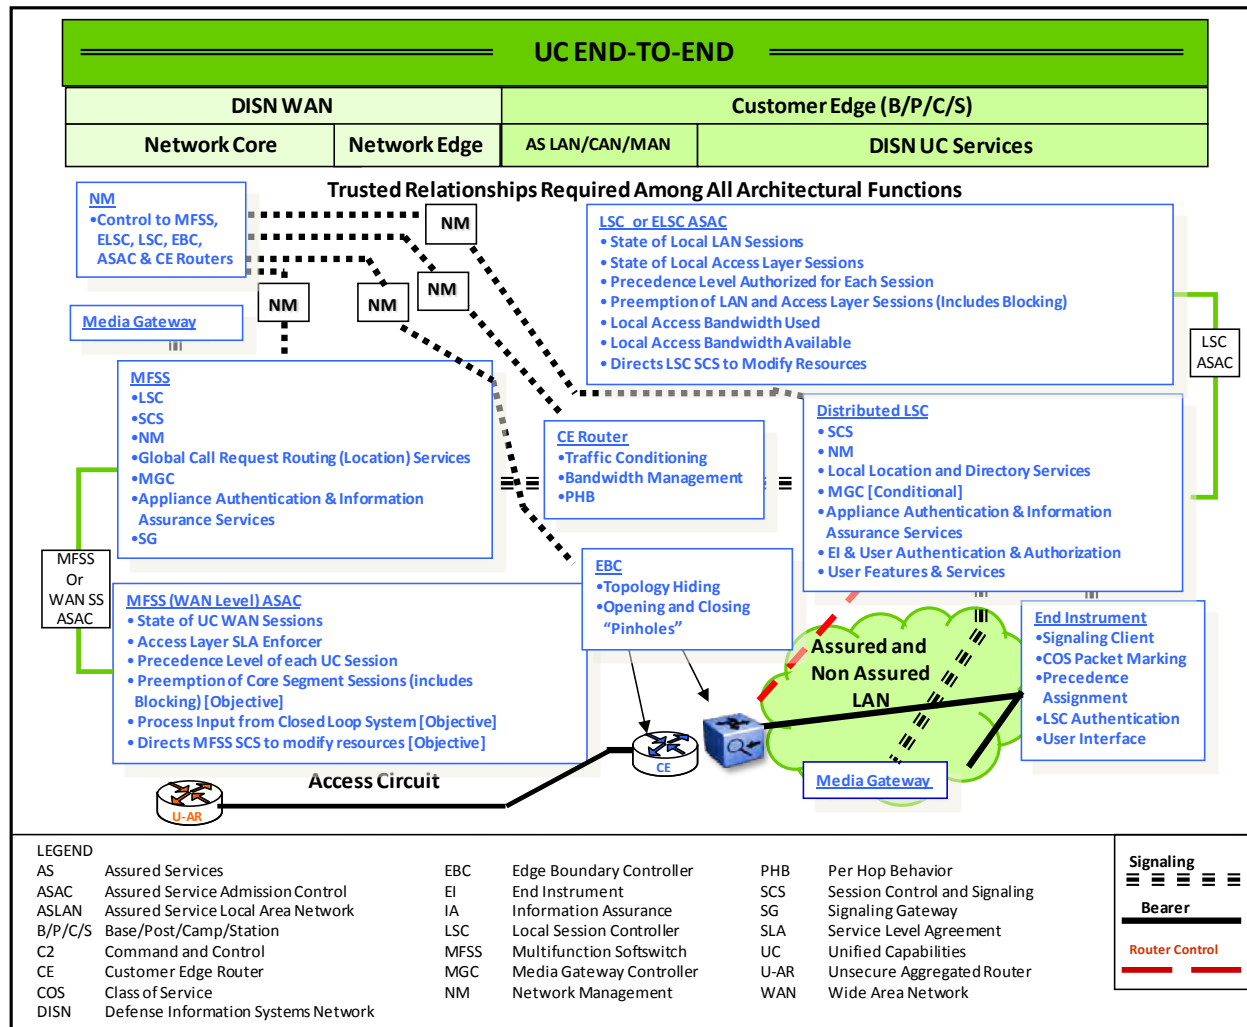 UC END-TO-END
DISN WAN
Customer Edge (B/P/C/S)
Network Core
Network Edge
AS LAN/CAN/MAN
DISN UC Services
Trusted Relationships Required Among All Architectural Functions
NM
•Control to MFSS,
ELSC, LSC, EBC,
ASAC & CE Routers
NM
NM
NM
NM
Media Gateway
LSC or ELSC ASAC
• State of Local LAN Sessions
• State of Local Access Layer Sessions
• Precedence Level Authorized for Each Session
• Preemption of LAN and Access Layer Sessions (Includes Blocking)
• Local Access Bandwidth Used
• Local Access Bandwidth Available
• Directs LSC SCS to Modify Resources
LSC
ASAC
MFSS
•LSC
•SCS
•NM
•Global Call Request Routing (Location) Services
•MGC
•Appliance Authentication & Information
Assurance Services
•SG
CE Router
•Traffic Conditioning
•Bandwidth Management
•PHB
Distributed LSC
• SCS
• NM
• Local Location and Directory Services
• MGC [Conditional]
• Appliance Authentication & Information
Assurance Services
• EI & User Authentication & Authorization
• User Features & Services
MFSS
Or
WAN SS
ASAC
EBC
•Topology Hiding
•Opening and Closing
“Pinholes”
MFSS (WAN Level) ASAC
• State of UC WAN Sessions
• Access Layer SLA Enforcer
• Precedence Level of each UC Session
• Preemption of Core Segment Sessions (includes
Blocking) [Objective]
• Process Input from Closed Loop System [Objective]
• Directs MFSS SCS to modify resources [Objective]
Assured and
Non Assured
LAN
End Instrument
•Signaling Client
•COS Packet Marking
•Precedence
Assignment
•LSC Authentication
•User Interface
CE
Media Gateway
Access Circuit
U-AR
LEGEND
AS Assured Services
ASAC Assured Service Admission Control
ASLAN Assured Service Local Area Network
B/P/C/S Base/Post/Camp/Station
C2 Command and Control
CE Customer Edge Router
COS Class of Service
DISN Defense Information Systems Network
EBC Edge Boundary Controller
EI End Instrument
IA Information Assurance
LSC Local Session Controller
MFSS Multifunction Softswitch
MGC Media Gateway Controller
NM Network Management
PHB Per Hop Behavior
SCS Session Control and Signaling
SG Signaling Gateway
SLA Service Level Agreement
UC Unified Capabilities
U-AR Unsecure Aggregated Router
WAN Wide Area Network
Signaling
Bearer
Router Control